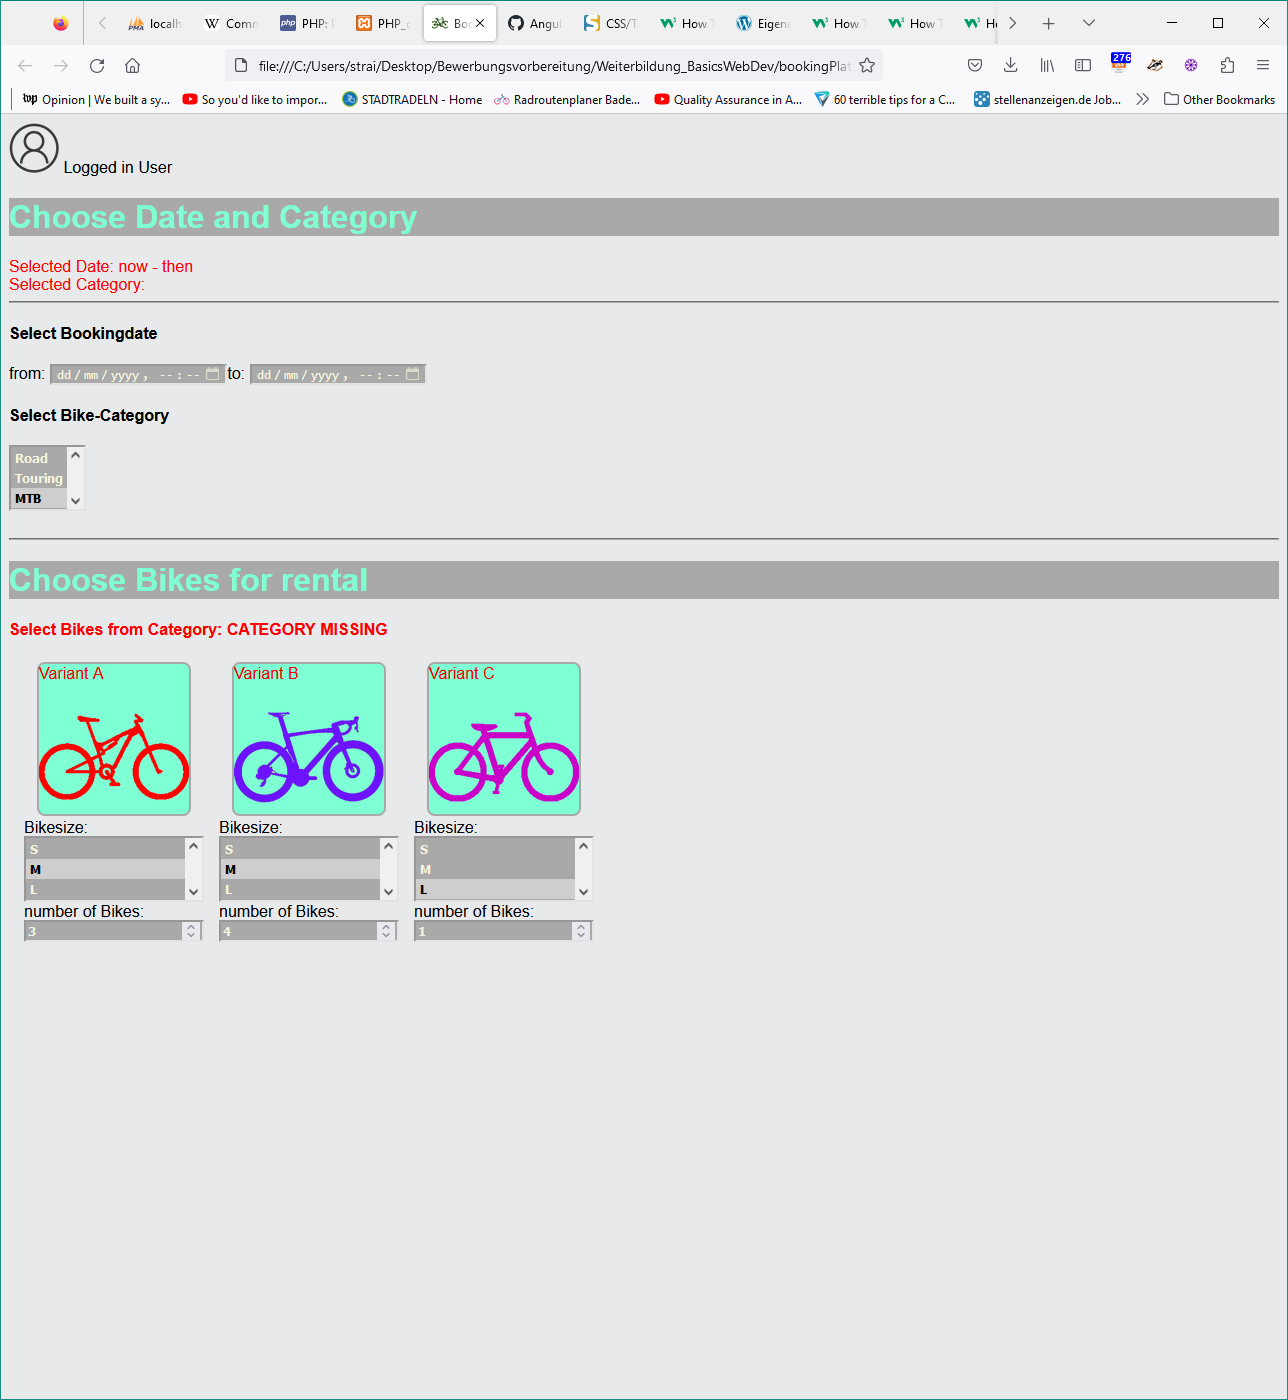 localh
Comm
PHP:
PHP_c
Boo
Angul
CSS/T
How T
Eigene
How T
How T
Ho
file:///C:/Users/strai/Desktop/Bewerbungsvorbereitung/Weiterbildung_BasicsWebDev/bookingPlat
276
Opinion | We built a sy...
So you'd like to impor...
STADTRADELN - Home
Radroutenplaner Bade...
Quality Assurance in A...
60 terrible tips for a C...
stellenanzeigen.de Job...
Other Bookmarks
Logged in User
Choose Date and Category
Selected Date: now - then
Selected Category:
Select Bookingdate
from: dd/mm/yyyy, --:-- to: dd/mm/yyyy, --:--
Select Bike-Category
Road
Touring
MTB
Choose Bikes for rental
Select Bikes from Category: CATEGORY MISSING
Variant A
Variant B
Variant C
Bikesize:
Bikesize:
Bikesize:
S
S
S
M
M
M
L
L
L
number of Bikes:
number of Bikes:
number of Bikes:
3
4
1